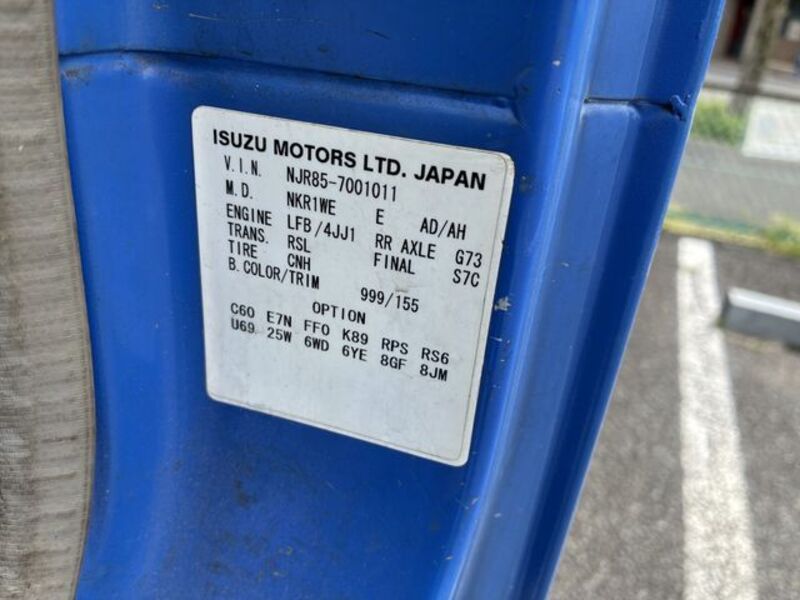 ISUZU MOTORS LTD. JAPAN
V.I.N. NJR85-7001011
M.D. NKR1WE E AD/AH
ENGINE LFB/4JJ1 RR AXLE G73
TRANS. RSL FINAL S7C
TIRE CNH
B.COLOR/TRIM 999/155
OPTION
C60 E7N FF0 K89 RPS RS6
U69 25W 6WD 6YE 8GF 8JM